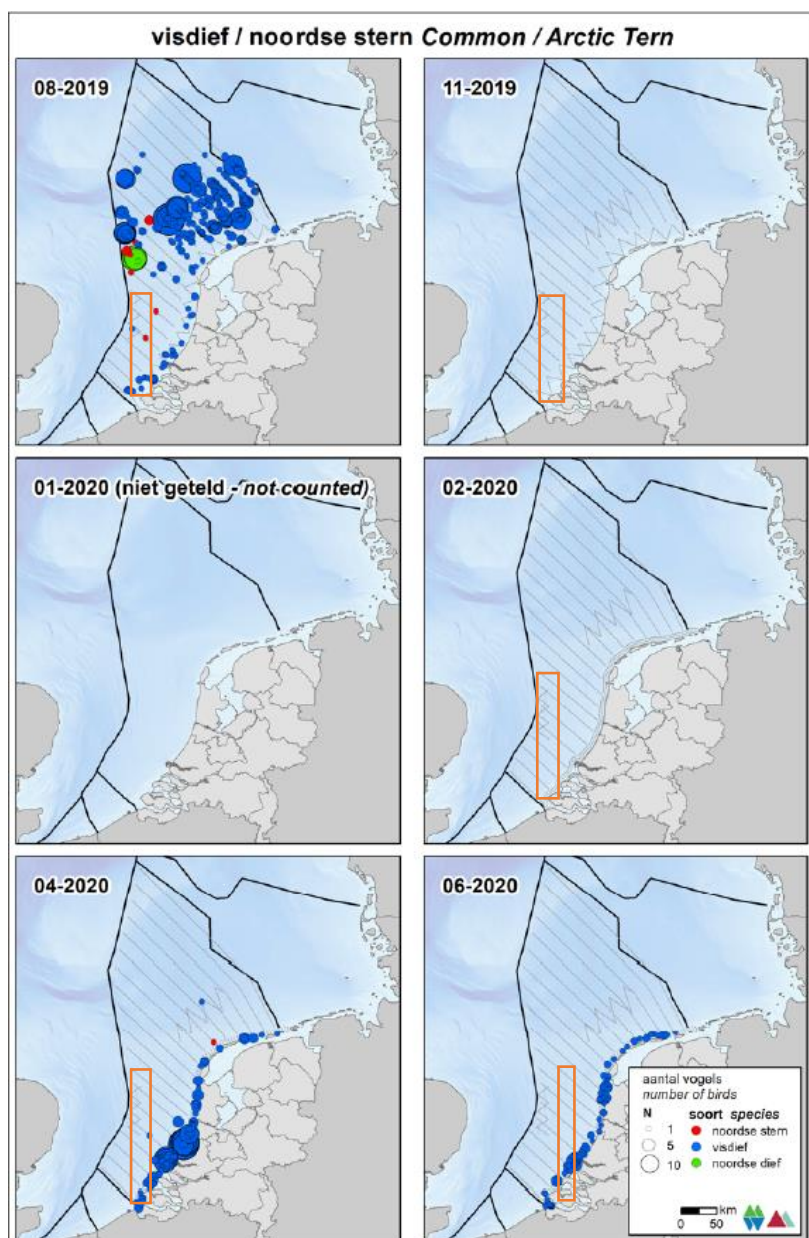 visdief / noordse stern Common / Arctic Tern
08-2019
11-2019
01-2020 (niet geteld - not counted)
02-2020
04-2020
06-2020
aantal vogels
number of birds
N soort species
1 noordse stern
5 visdief
10 noordse dief
km
0 50